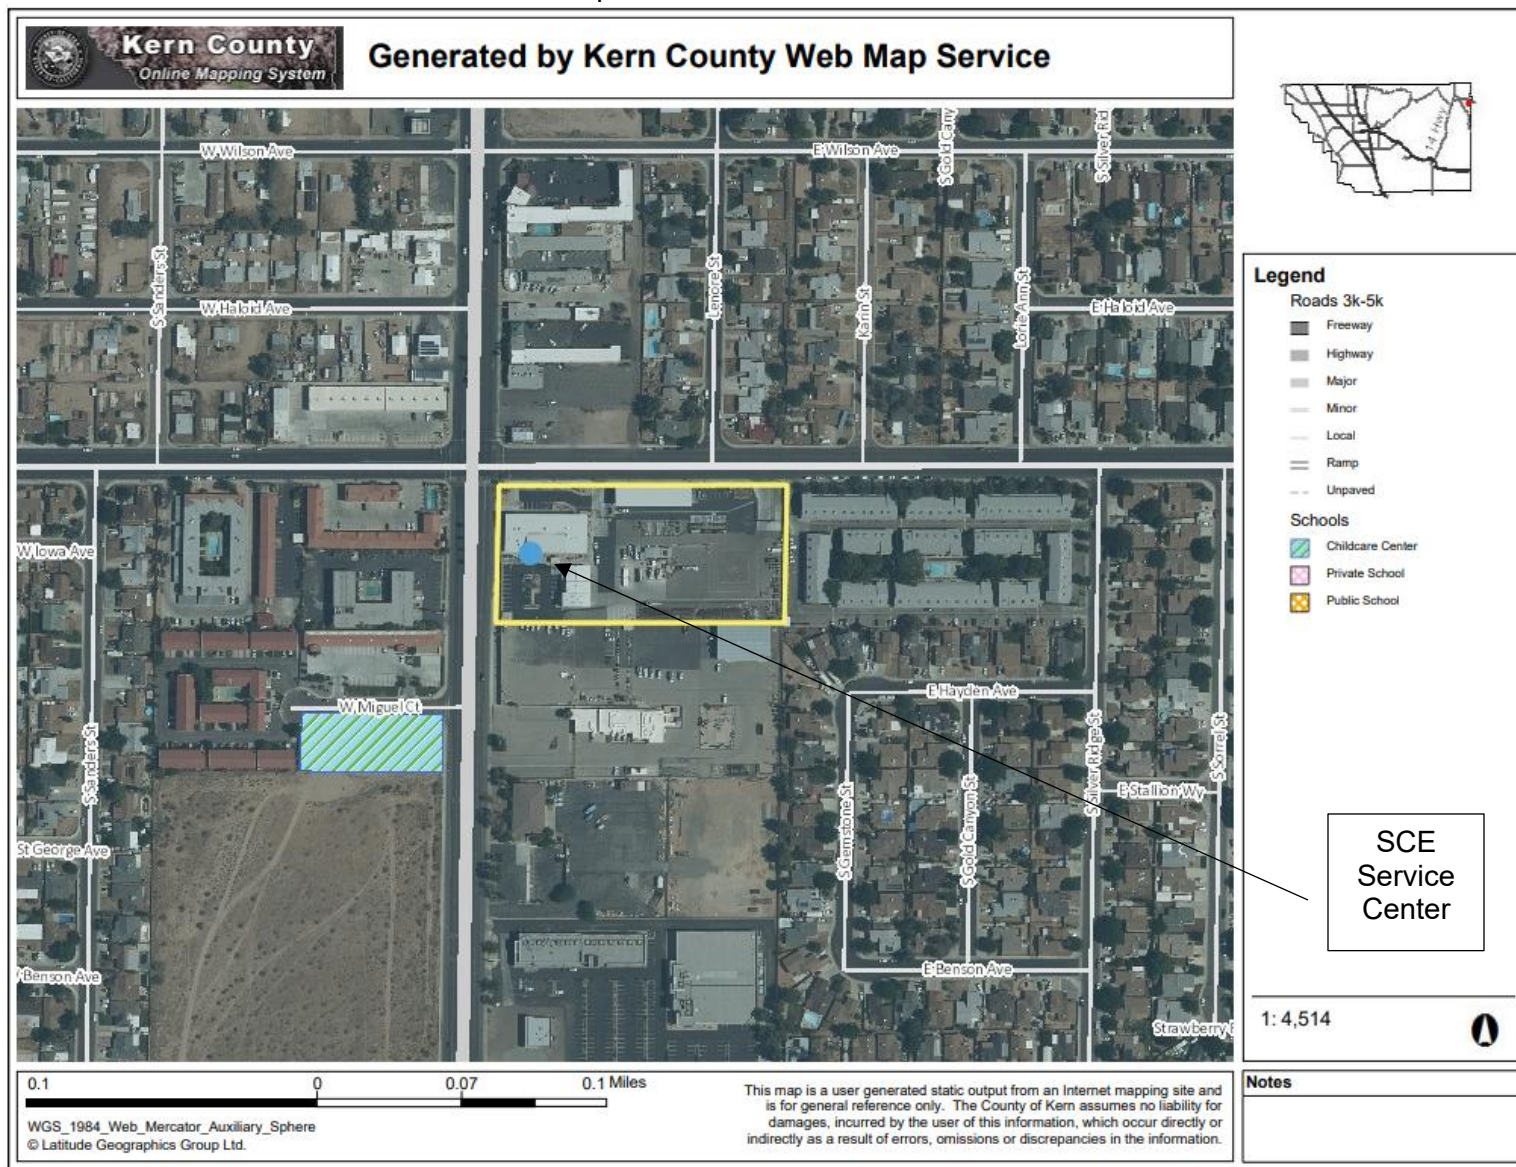 Kern County
Online Mapping System
Generated by Kern County Web Map Service
W Wilson Ave
E Wilson Ave
S Gold Cany
S Silver Rid
S Sanders St
Lenore St
Karin St
Lorie Ann St
W Haloid Ave
E Haloid Ave
W Iowa Ave
W Miguel Ct
E Hayden Ave
S Sanders St
S Gemstone St
S Gold Canyon St
S Silver Ridge St
S Sorrel St
E Stallion Wy
St George Ave
Benson Ave
E Benson Ave
Strawberry
14 Hwy
Legend
Roads 3k-5k
Freeway
Highway
Major
Minor
Local
Ramp
Unpaved
Schools
Childcare Center
Private School
Public School
SCE
Service
Center
1: 4,514
0.1 0 0.07 0.1 Miles
WGS_1984_Web_Mercator_Auxiliary_Sphere
© Latitude Geographics Group Ltd.
This map is a user generated static output from an Internet mapping site and
is for general reference only. The County of Kern assumes no liability for
damages, incurred by the user of this information, which occur directly or
indirectly as a result of errors, omissions or discrepancies in the information.
Notes